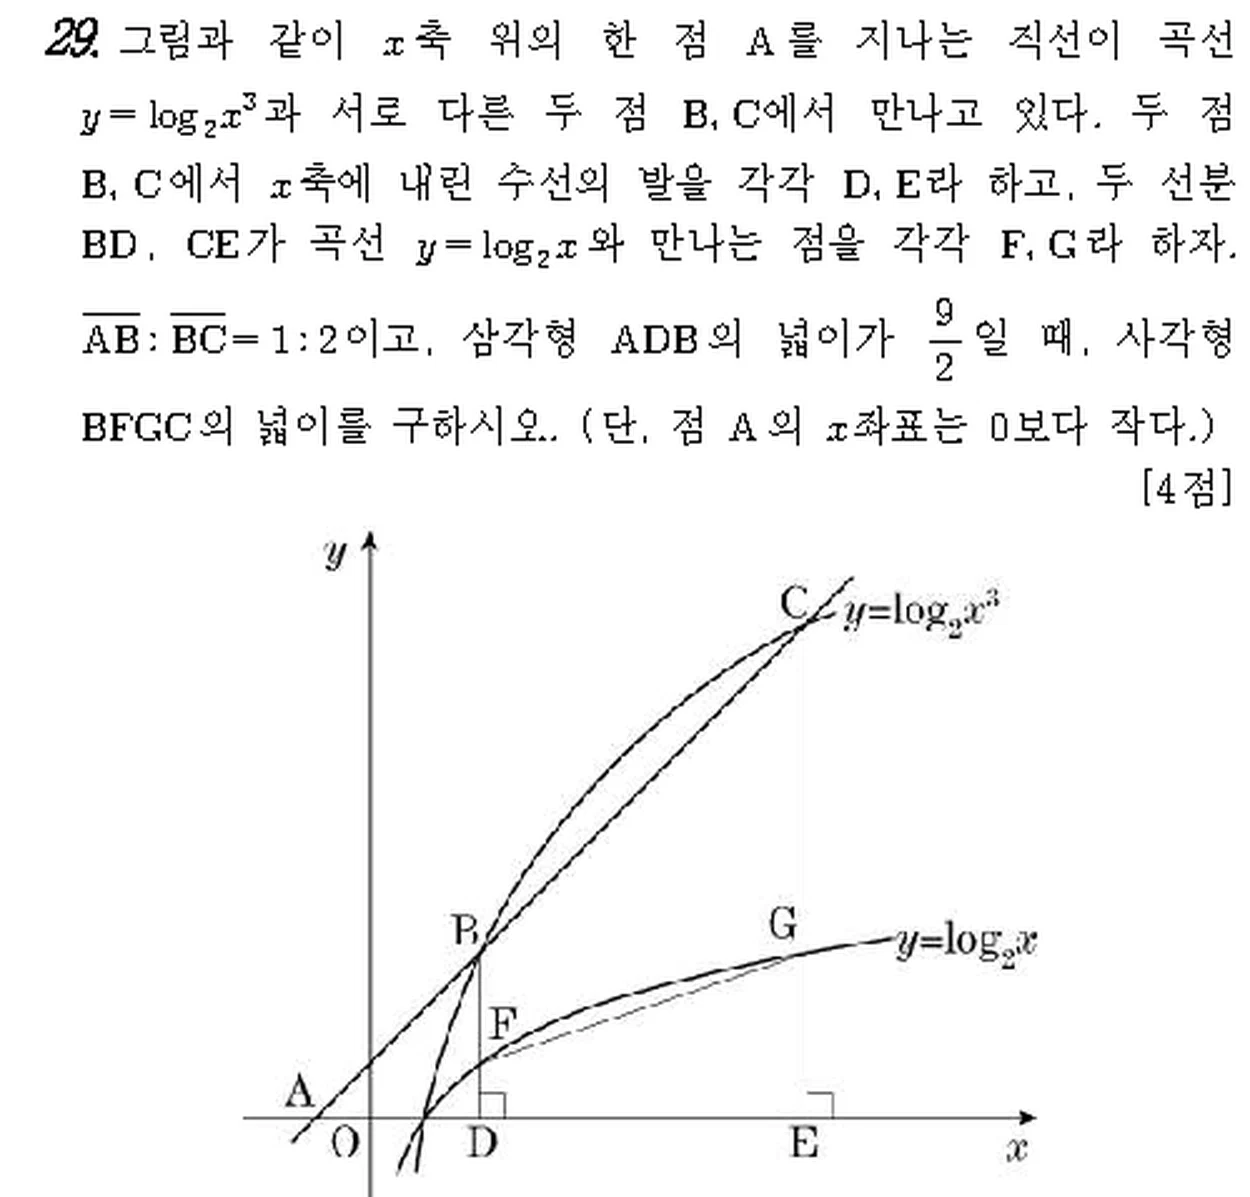 29. 그림과 같이 x축 위의 한 점 A를 지나는 직선이 곡선
y=log₂x³과 서로 다른 두 점 B, C에서 만나고 있다. 두 점
B, C에서 x축에 내린 수선의 발을 각각 D, E라 하고, 두 선분
BD, CE가 곡선 y=log₂x와 만나는 점을 각각 F, G라 하자.
A̅B̅ : B̅C̅ = 1 : 2이고, 삼각형 ADB의 넓이가 9/2일 때, 사각형
BFGC의 넓이를 구하시오.. (단, 점 A의 x좌표는 0보다 작다.)
[4점]
y
C
y=log₂x³
B
G
y=log₂x
F
A
O
D
E
x